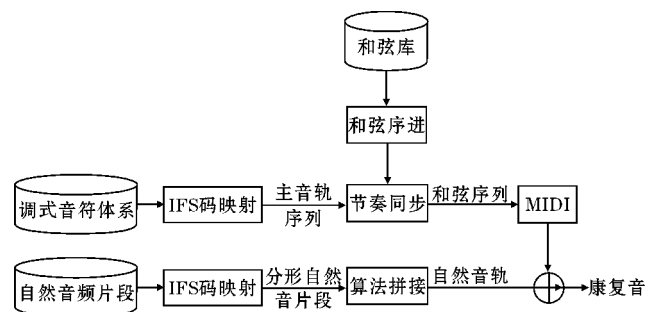 和弦库
和弦序进
调式音符体系
IFS码映射
主音轨
序列
节奏同步
和弦序列
MIDI
自然音频片段
IFS码映射
分形自然
音片段
算法拼接
自然音轨
康复音